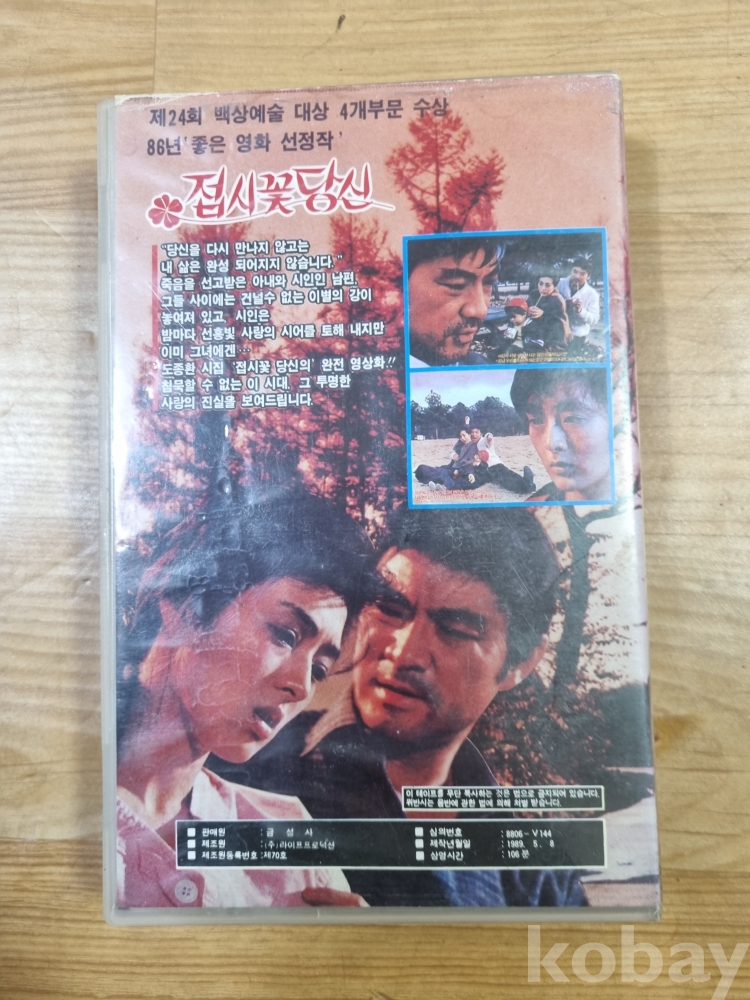 제24회 백상예술 대상 4개부문 수상
86년 '좋은 영화 선정작'
접시꽃당신
"당신을 다시 만나지 않고는
내 삶은 완성 되어지지 않습니다."
죽음을 선고받은 아내와 시인인 남편.
그들 사이에는 건널수 없는 이별의 강이
놓여져 있고, 시인은
밤마다 선홍빛 사랑의 시어를 토해 내지만
이미 그녀에겐…
도종환 시집 '접시꽃 당신의' 완전 영상화!!
침묵할 수 없는 이 시대. 그 투명한
사랑의 진실을 보여드립니다.
이 테이프를 무단 복사하는 것은 법으로 금지되어 있습니다.
위반시는 음반에 관한 법에 의해 처벌 받습니다.
■ 판매원 : 금성사
■ 제조원 : (주)라이프프로덕션
■ 제조원등록번호 : 제70호
■ 심의번호 : 8806-V144
■ 제작년월일 : 1989. 5. 8
■ 상영시간 : 106분
kobay